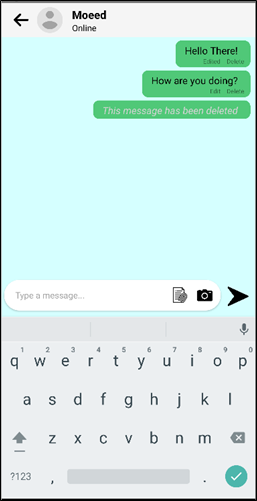 Moeed
Online
Hello There!
Edited Delete
How are you doing?
Edit Delete
This message has been deleted
Type a message...
1 2 3 4 5 6 7 8 9 0
q w e r t y u i o p
a s d f g h j k l
z x c v b n m
?123 , .